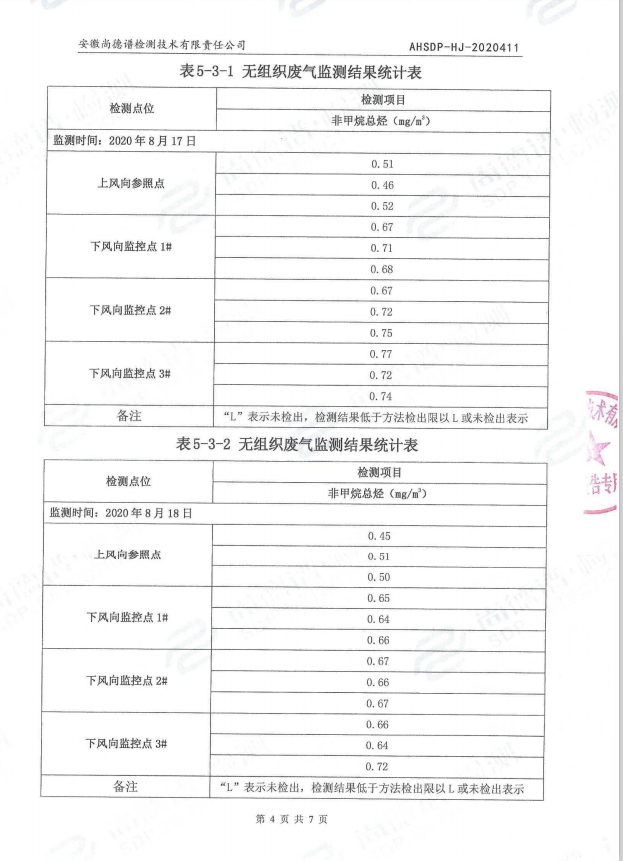 安徽尚德谱检测技术有限责任公司 AHSDP-HJ-2020411
表5-3-1 无组织废气监测结果统计表
检测点位 检测项目
非甲烷总烃（mg/m³）
监测时间：2020 年 8 月 17 日
上风向参照点 0.51
0.46
0.52
下风向监控点 1# 0.67
0.71
0.68
下风向监控点 2# 0.67
0.72
0.75
下风向监控点 3# 0.77
0.72
0.74
备注 “L”表示未检出，检测结果低于方法检出限以 L 或未检出表示
表5-3-2 无组织废气监测结果统计表
检测点位 检测项目
非甲烷总烃（mg/m³）
监测时间：2020 年 8 月 18 日
上风向参照点 0.45
0.51
0.50
下风向监控点 1# 0.65
0.64
0.66
下风向监控点 2# 0.67
0.66
0.67
下风向监控点 3# 0.66
0.64
0.72
备注 “L”表示未检出，检测结果低于方法检出限以 L 或未检出表示
第 4 页 共 7 页
术有
告专